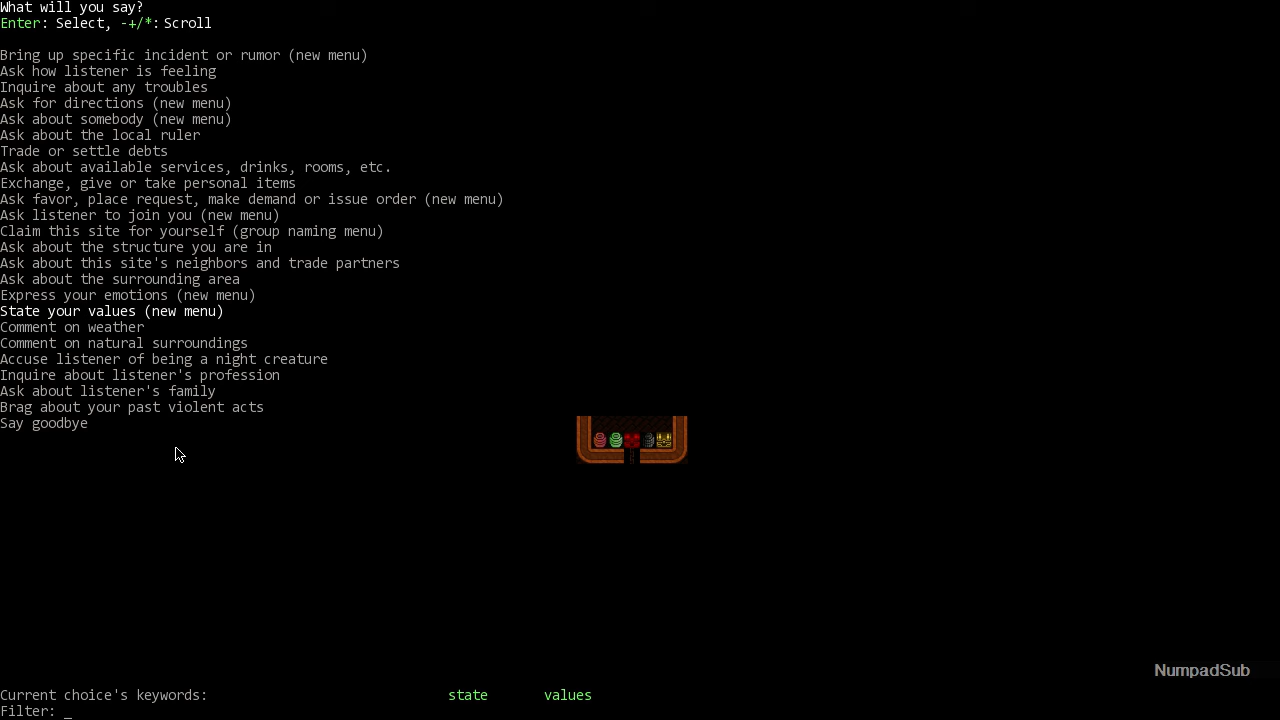 What will you say?
Enter: Select, -+/*: Scroll
Bring up specific incident or rumor (new menu)
Ask how listener is feeling
Inquire about any troubles
Ask for directions (new menu)
Ask about somebody (new menu)
Ask about the local ruler
Trade or settle debts
Ask about available services, drinks, rooms, etc.
Exchange, give or take personal items
Ask favor, place request, make demand or issue order (new menu)
Ask listener to join you (new menu)
Claim this site for yourself (group naming menu)
Ask about the structure you are in
Ask about this site's neighbors and trade partners
Ask about the surrounding area
Express your emotions (new menu)
State your values (new menu)
Comment on weather
Comment on natural surroundings
Accuse listener of being a night creature
Inquire about listener's profession
Ask about listener's family
Brag about your past violent acts
Say goodbye
NumpadSub
Current choice's keywords: state values
Filter: _